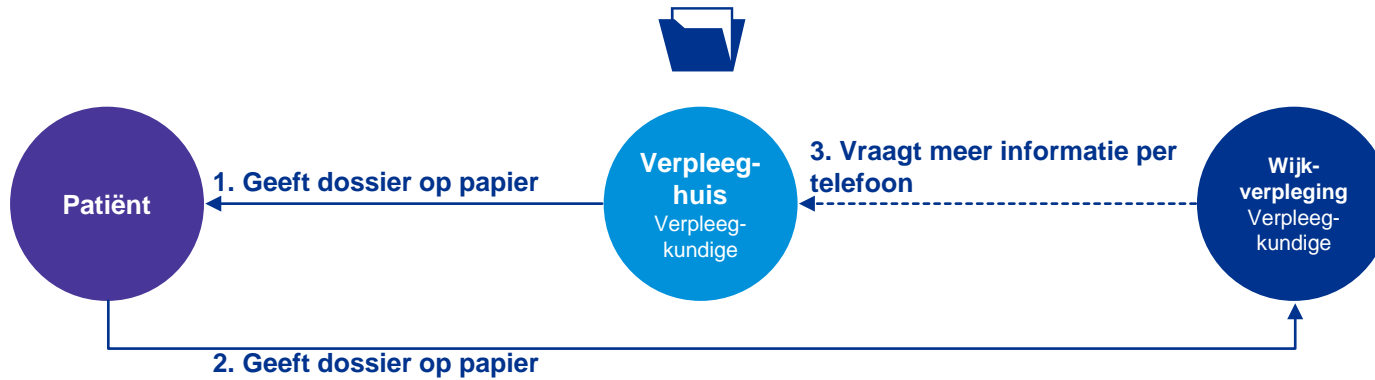 Patiënt
1. Geeft dossier op papier
Verpleeg-
huis
Verpleeg-
kundige
3. Vraagt meer informatie per
telefoon
Wijk-
verpleging
Verpleeg-
kundige
2. Geeft dossier op papier